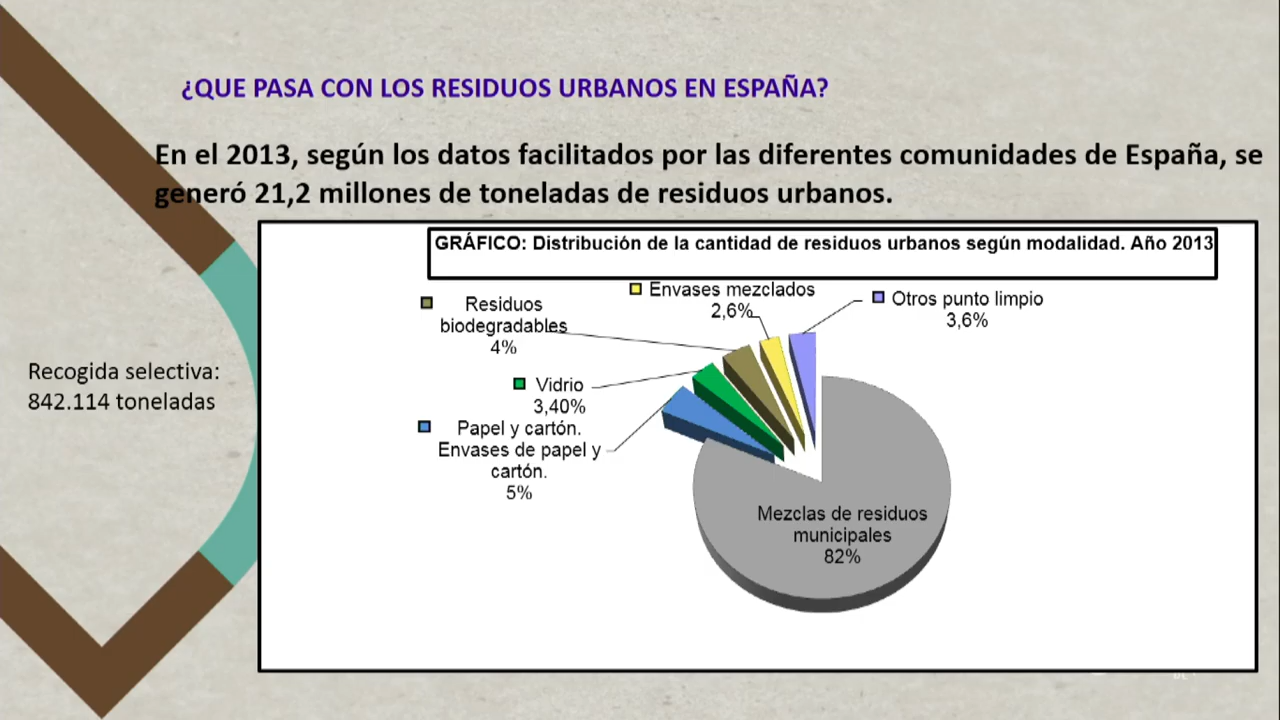 ¿QUE PASA CON LOS RESIDUOS URBANOS EN ESPAÑA?
En el 2013, según los datos facilitados por las diferentes comunidades de España, se
generó 21,2 millones de toneladas de residuos urbanos.
GRÁFICO: Distribución de la cantidad de residuos urbanos según modalidad. Año 2013
Envases mezclados
2,6%
Otros punto limpio
3,6%
Residuos
biodegradables
4%
Vidrio
3,40%
Papel y cartón.
Envases de papel y
cartón.
5%
Mezclas de residuos
municipales
82%
Recogida selectiva:
842.114 toneladas